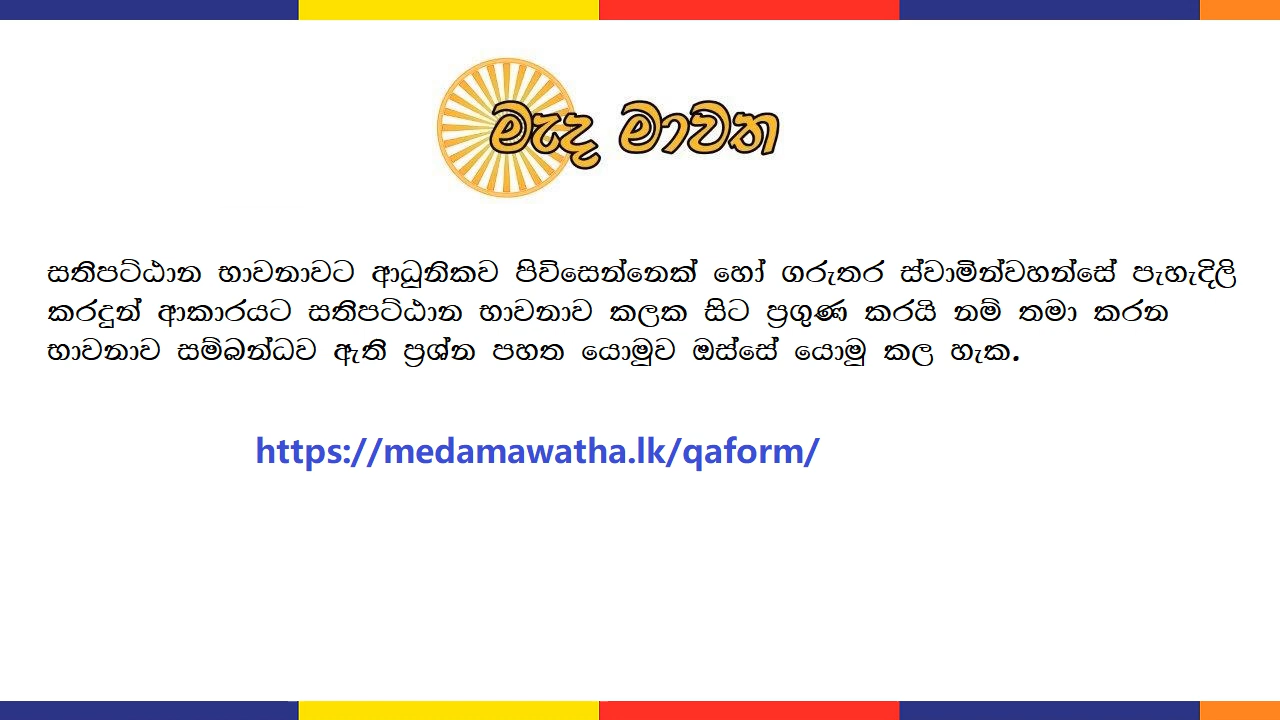 මැද මාවත
සතිපට්ඨාන භාවනාවට ආධුනිකව පිවිසෙන්නෙක් හෝ ගරුතර ස්වාමින්වහන්සේ පැහැදිලි
කරදුන් ආකාරයට සතිපට්ඨාන භාවනාව කලක සිට ප්‍රගුණ කරයි නම් තමා කරන
භාවනාව සම්බන්ධව ඇති ප්‍රශ්න පහත යොමුව ඔස්සේ යොමු කල හැක.
https://medamawatha.lk/qaform/